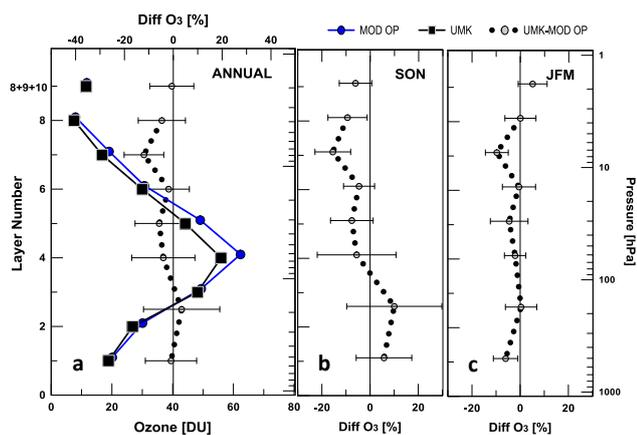 Diff O₃ [%]
MOD OP UMK UMK-MOD OP
-40 -20 0 20 40
ANNUAL SON JFM
8+9+10
8
6
4
2
0
Layer Number
a b c
1
10
100
1000
Pressure [hPa]
0 20 40 60 80
-20 0 20
-20 0 20
Ozone [DU] Diff O₃ [%] Diff O₃ [%]